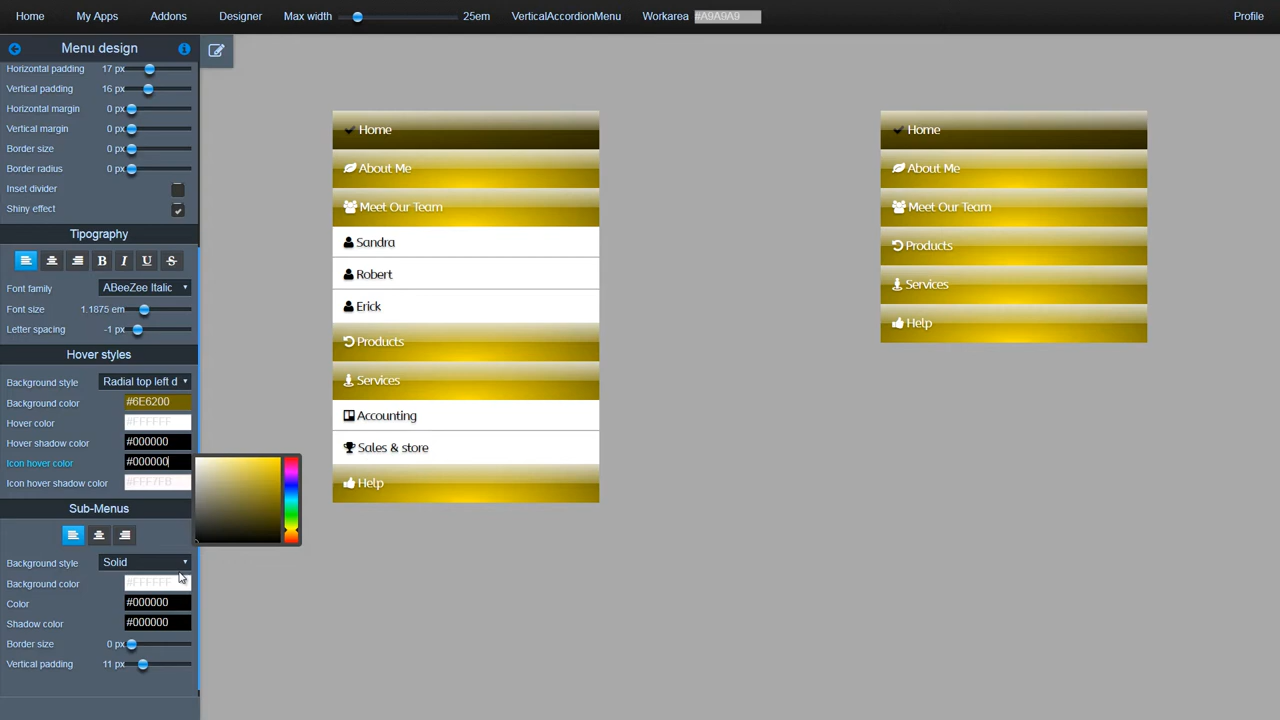 Home My Apps Addons Designer Max width 25em VerticalAccordionMenu Workarea #A9A9A9 Profile
Menu design
Horizontal padding 17 px
Vertical padding 16 px
Horizontal margin 0 px
Vertical margin 0 px
Border size 0 px
Border radius 0 px
Inset divider
Shiny effect
Tipography
B I U S
Font family ABeeZee Italic
Font size 1.1875 em
Letter spacing -1 px
Hover styles
Background style Radial top left d
Background color #6E6200
Hover color #FFFFFF
Hover shadow color #000000
Icon hover color #000000
Icon hover shadow color #FFF7FB
Sub-Menus
Background style Solid
Background color #FFFFFF
Color #000000
Shadow color #000000
Border size 0 px
Vertical padding 11 px
Home
About Me
Meet Our Team
Sandra
Robert
Erick
Products
Services
Accounting
Sales & store
Help
Home
About Me
Meet Our Team
Products
Services
Help